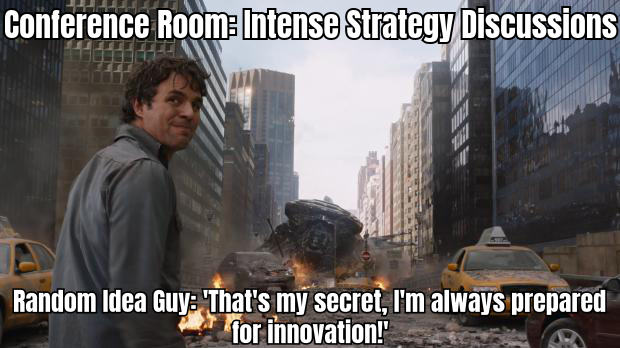 Conference Room: Intense Strategy Discussions
Random Idea Guy: 'That's my secret, I'm always prepared
for innovation!'